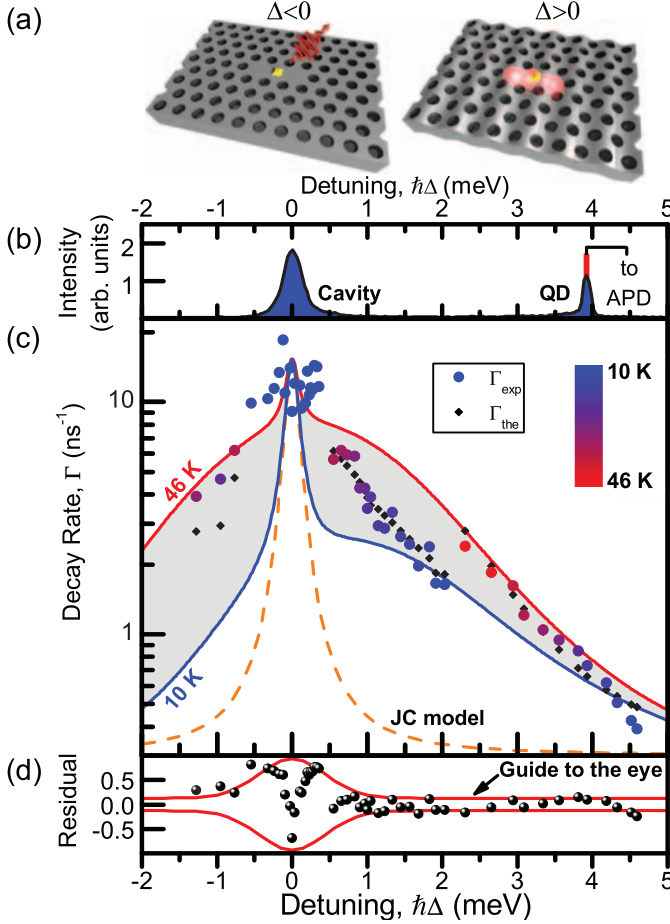 (a)
Δ<0
Δ>0
Detuning, ħΔ (meV)
-2 -1 0 1 2 3 4 5
(b)
Intensity
(arb. units)
2
1
Cavity
QD
to
APD
(c)
Decay Rate, Γ (ns⁻¹)
10
1
46 K
10 K
Γexp
Γthe
10 K
46 K
JC model
(d)
Residual
0.5
0.0
-0.5
Guide to the eye
-2 -1 0 1 2 3 4 5
Detuning, ħΔ (meV)